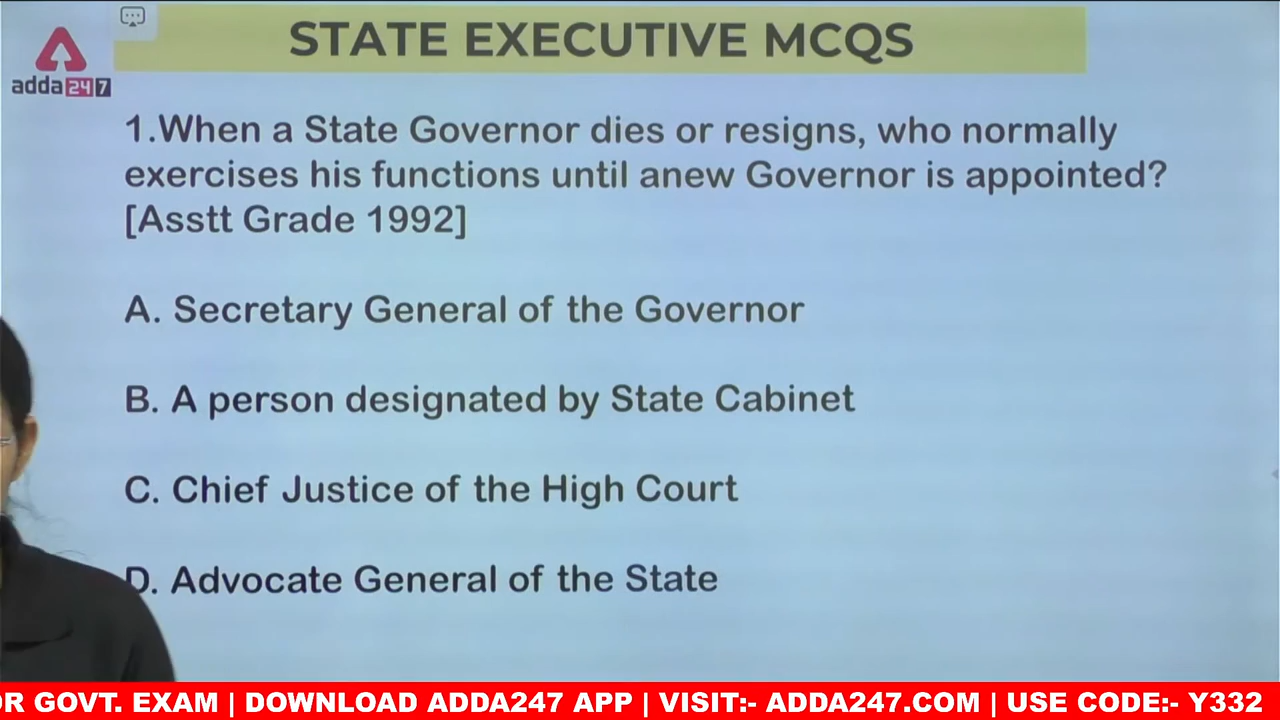 STATE EXECUTIVE MCQS
adda247
1.When a State Governor dies or resigns, who normally
exercises his functions until anew Governor is appointed?
[Asstt Grade 1992]
A. Secretary General of the Governor
B. A person designated by State Cabinet
C. Chief Justice of the High Court
D. Advocate General of the State
OR GOVT. EXAM | DOWNLOAD ADDA247 APP | VISIT:- ADDA247.COM | USE CODE:- Y332